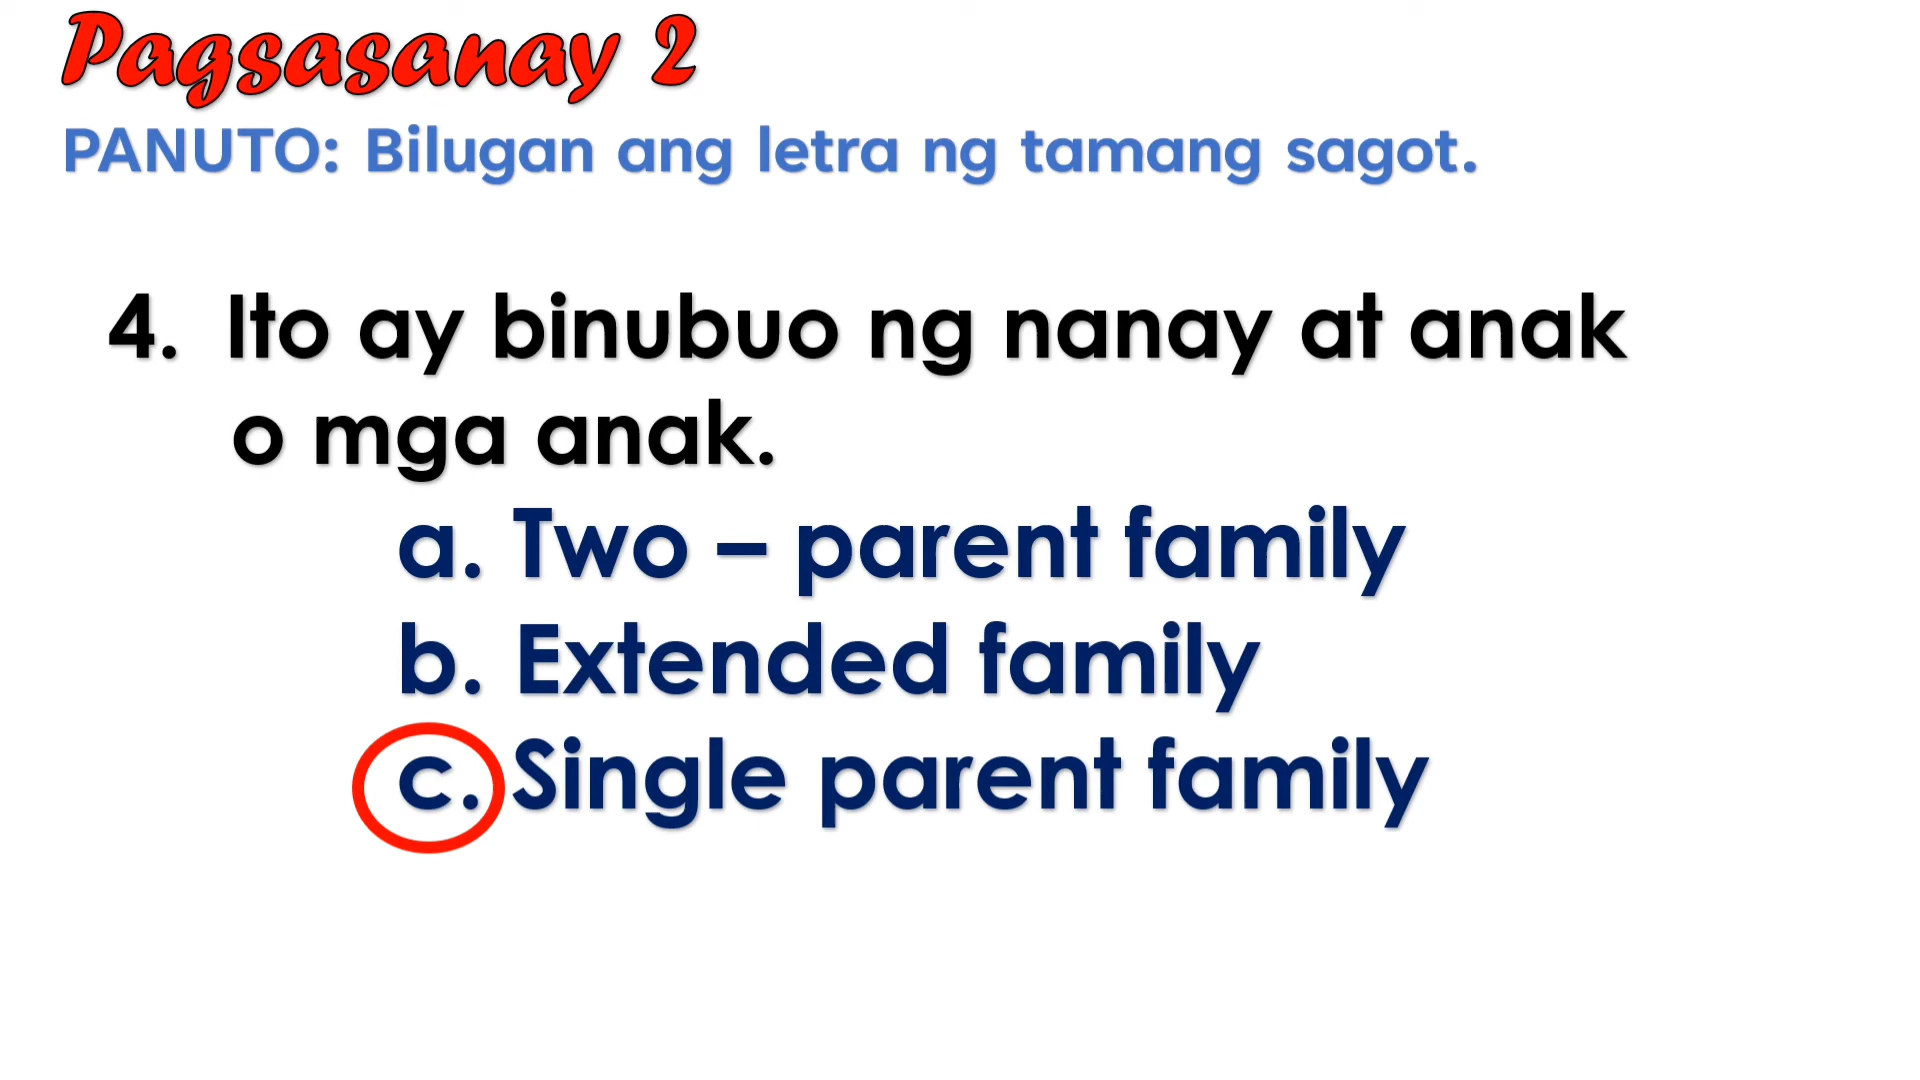 Pagsasanay 2
PANUTO: Bilugan ang letra ng tamang sagot.
4. Ito ay binubuo ng nanay at anak
o mga anak.
a. Two – parent family
b. Extended family
c. Single parent family